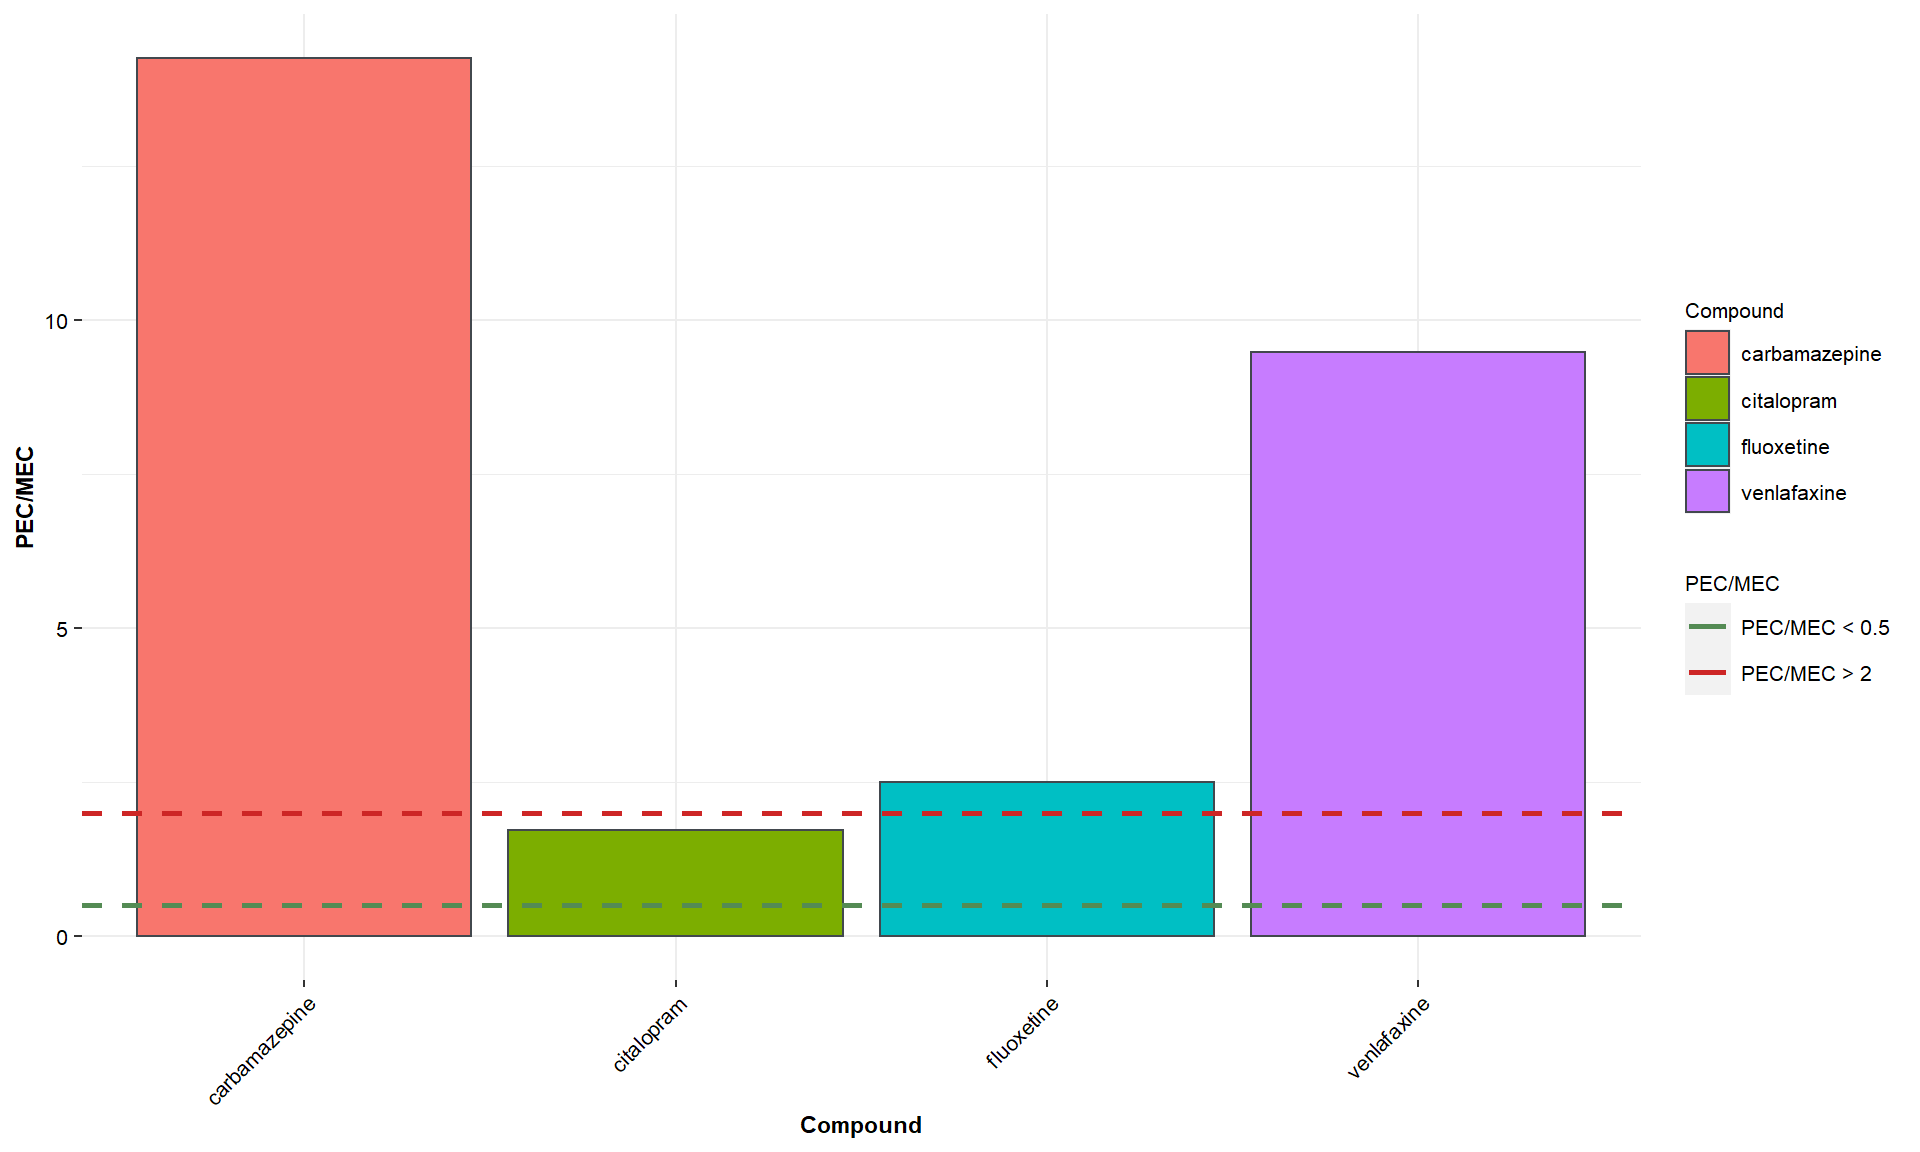 PEC/MEC
10
5
0
carbamazepine
citalopram
fluoxetine
venlafaxine
Compound
Compound
carbamazepine
citalopram
fluoxetine
venlafaxine
PEC/MEC
PEC/MEC < 0.5
PEC/MEC > 2